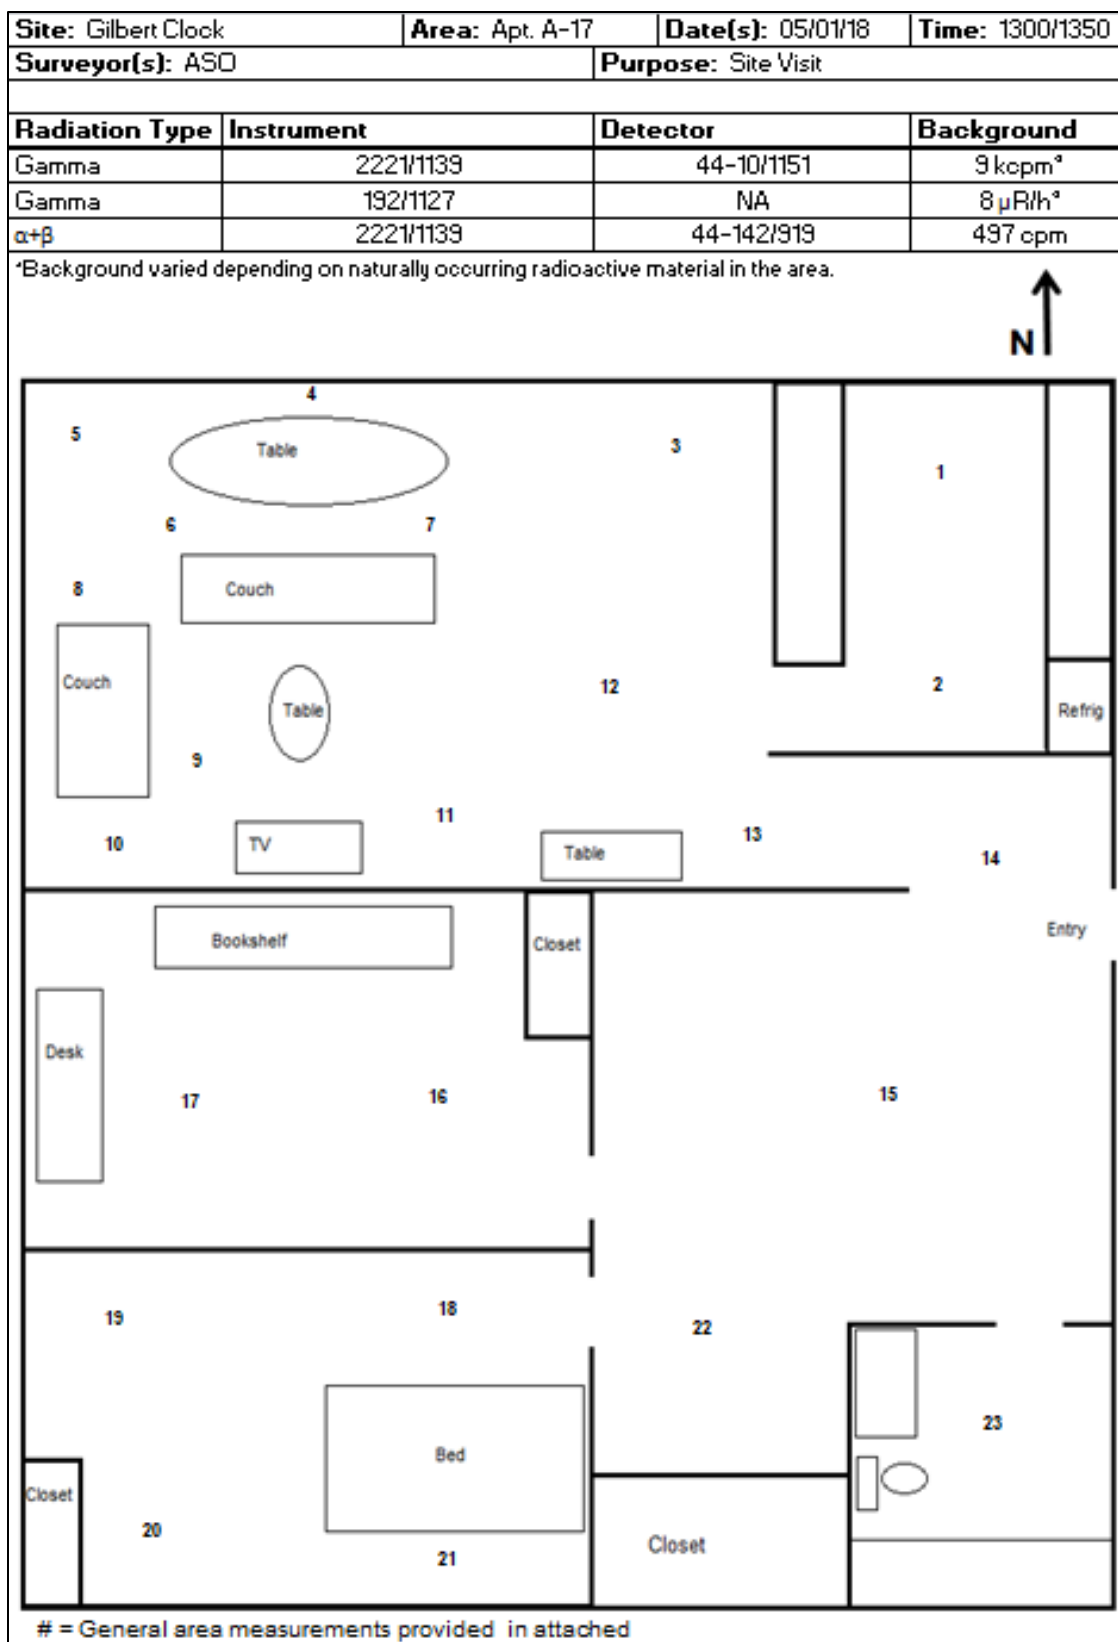 Site: Gilbert Clock Area: Apt. A-17 Date(s): 05/01/18 Time: 1300/1350
Surveyor(s): ASO Purpose: Site Visit
Radiation Type Instrument Detector Background
Gamma 2221/1139 44-10/1151 9 kcpmª
Gamma 192/1127 NA 8 µR/hª
α+β 2221/1139 44-142/919 497 cpm
ªBackground varied depending on naturally occurring radioactive material in the area.
N
4
5
Table
3
1
6
7
8
Couch
Couch
Table
12
2
Refrig
9
11
10
TV
Table
13
14
Bookshelf
Closet
Entry
Desk
17
16
15
19
18
22
23
Bed
Closet
20
21
Closet
# = General area measurements provided in attached